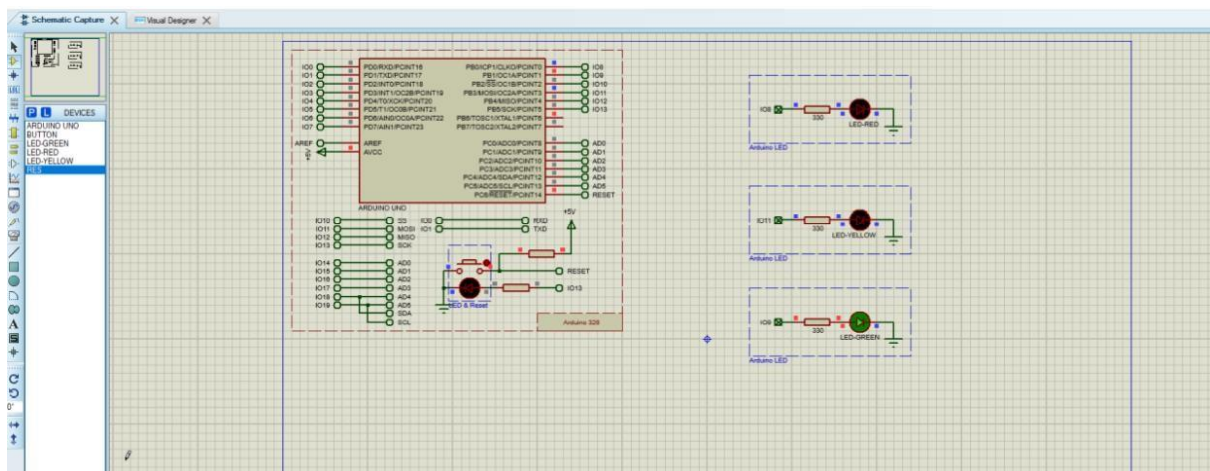 Schematic Capture
Visual Designer
P L DEVICES
ARDUINO UNO
BUTTON
LED-GREEN
LED-RED
LED-YELLOW
RES
IO0 PD0/RXD/PCINT16 PB0/ICP1/CLKO/PCINT0 IO8
IO1 PD1/TXD/PCINT17 PB1/OC1A/PCINT1 IO9
IO2 PD2/INT0/PCINT18 PB2/SS/OC1B/PCINT2 IO10
IO3 PD3/INT1/OC2B/PCINT19 PB3/MOSI/OC2A/PCINT3 IO11
IO4 PD4/T0/XCK/PCINT20 PB4/MISO/PCINT4 IO12
IO5 PD5/T1/OC0B/PCINT21 PB5/SCK/PCINT5 IO13
IO6 PD6/AIN0/OC0A/PCINT22 PB6/TOSC1/XTAL1/PCINT6
IO7 PD7/AIN1/PCINT23 PB7/TOSC2/XTAL2/PCINT7
AREF AREF PC0/ADC0/PCINT8 AD0
+5V AVCC PC1/ADC1/PCINT9 AD1
PC2/ADC2/PCINT10 AD2
PC3/ADC3/PCINT11 AD3
PC4/ADC4/SDA/PCINT12 AD4
PC5/ADC5/SCL/PCINT13 AD5
PC6/RESET/PCINT14 RESET
ARDUINO UNO
+5V
IO10 SS IO0 RXD
IO11 MOSI IO1 TXD
IO12 MISO
IO13 SCK
IO14 AD0
IO15 AD1 RESET
IO16 AD2
IO17 AD3 IO13
IO18 AD4
IO19 AD5
SDA
SCL
LED & Reset
Arduino 328
IO8
330
LED-RED
Arduino LED
IO11
330
LED-YELLOW
Arduino LED
IO9
330
LED-GREEN
Arduino LED